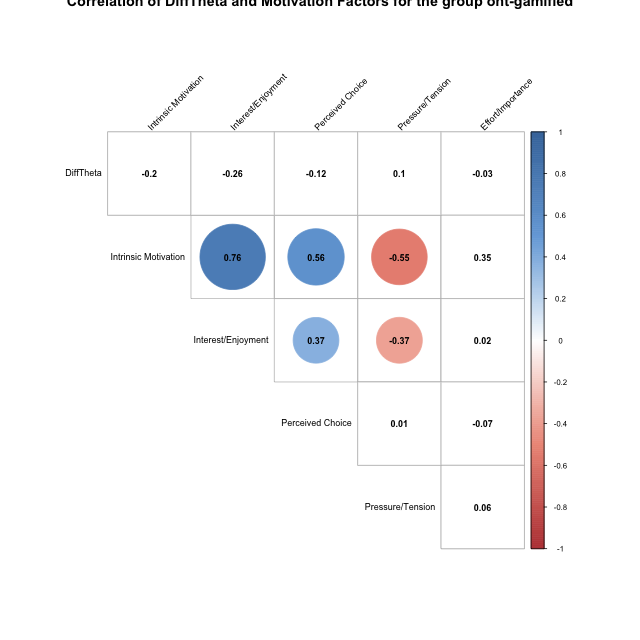 Correlation of DiffTheta and Motivation Factors for the group ont-gamified
Intrinsic Motivation
Interest/Enjoyment
Perceived Choice
Pressure/Tension
Effort/Importance
DiffTheta -0.2 -0.26 -0.12 0.1 -0.03
Intrinsic Motivation 0.76 0.56 -0.55 0.35
Interest/Enjoyment 0.37 -0.37 0.02
Perceived Choice 0.01 -0.07
Pressure/Tension 0.06
1
0.8
0.6
0.4
0.2
0
-0.2
-0.4
-0.6
-0.8
-1